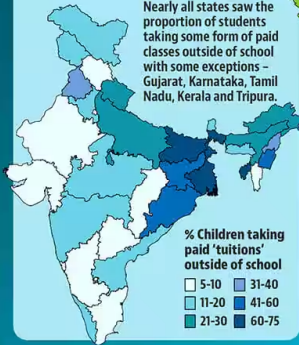 Nearly all states saw the
proportion of students
taking some form of paid
classes outside of school
with some exceptions –
Gujarat, Karnataka, Tamil
Nadu, Kerala and Tripura.
% Children taking
paid ‘tuitions’
outside of school
5-10
31-40
11-20
41-60
21-30
60-75